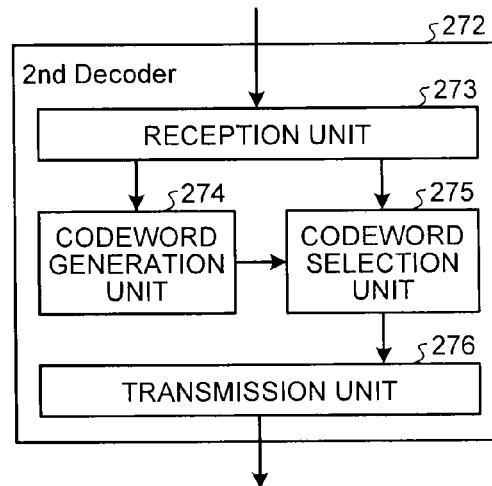 272
2nd Decoder
273
RECEPTION UNIT
274
275
CODEWORD
GENERATION
UNIT
CODEWORD
SELECTION
UNIT
276
TRANSMISSION UNIT